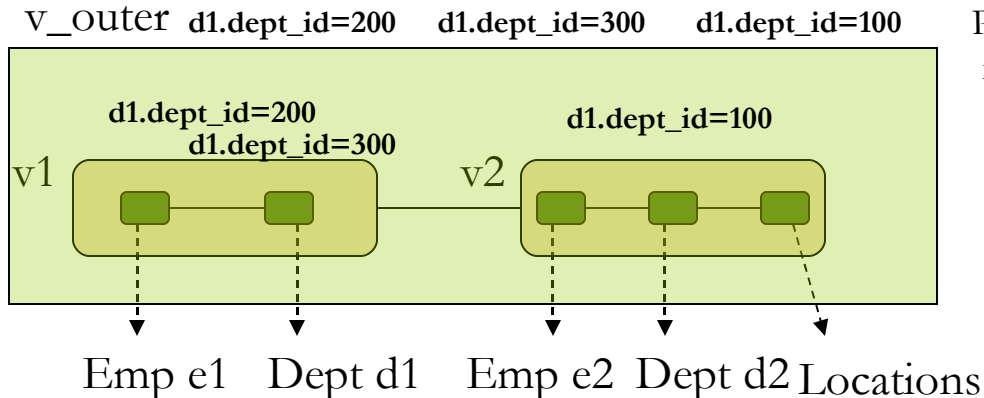 v_outer d1.dept_id=200 d1.dept_id=300 d1.dept_id=100
d1.dept_id=200
d1.dept_id=300
d1.dept_id=100
v1
v2
Emp e1 Dept d1 Emp e2 Dept d2 Locations